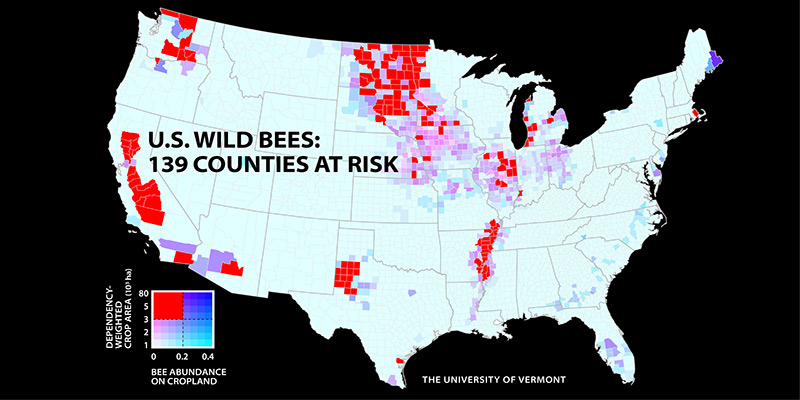 U.S. WILD BEES:
139 COUNTIES AT RISK
DEPENDENCY-
WEIGHTED
CROP AREA (10³ ha)
80
5
3
2
1
0 0.2 0.4
BEE ABUNDANCE
ON CROPLAND
THE UNIVERSITY OF VERMONT